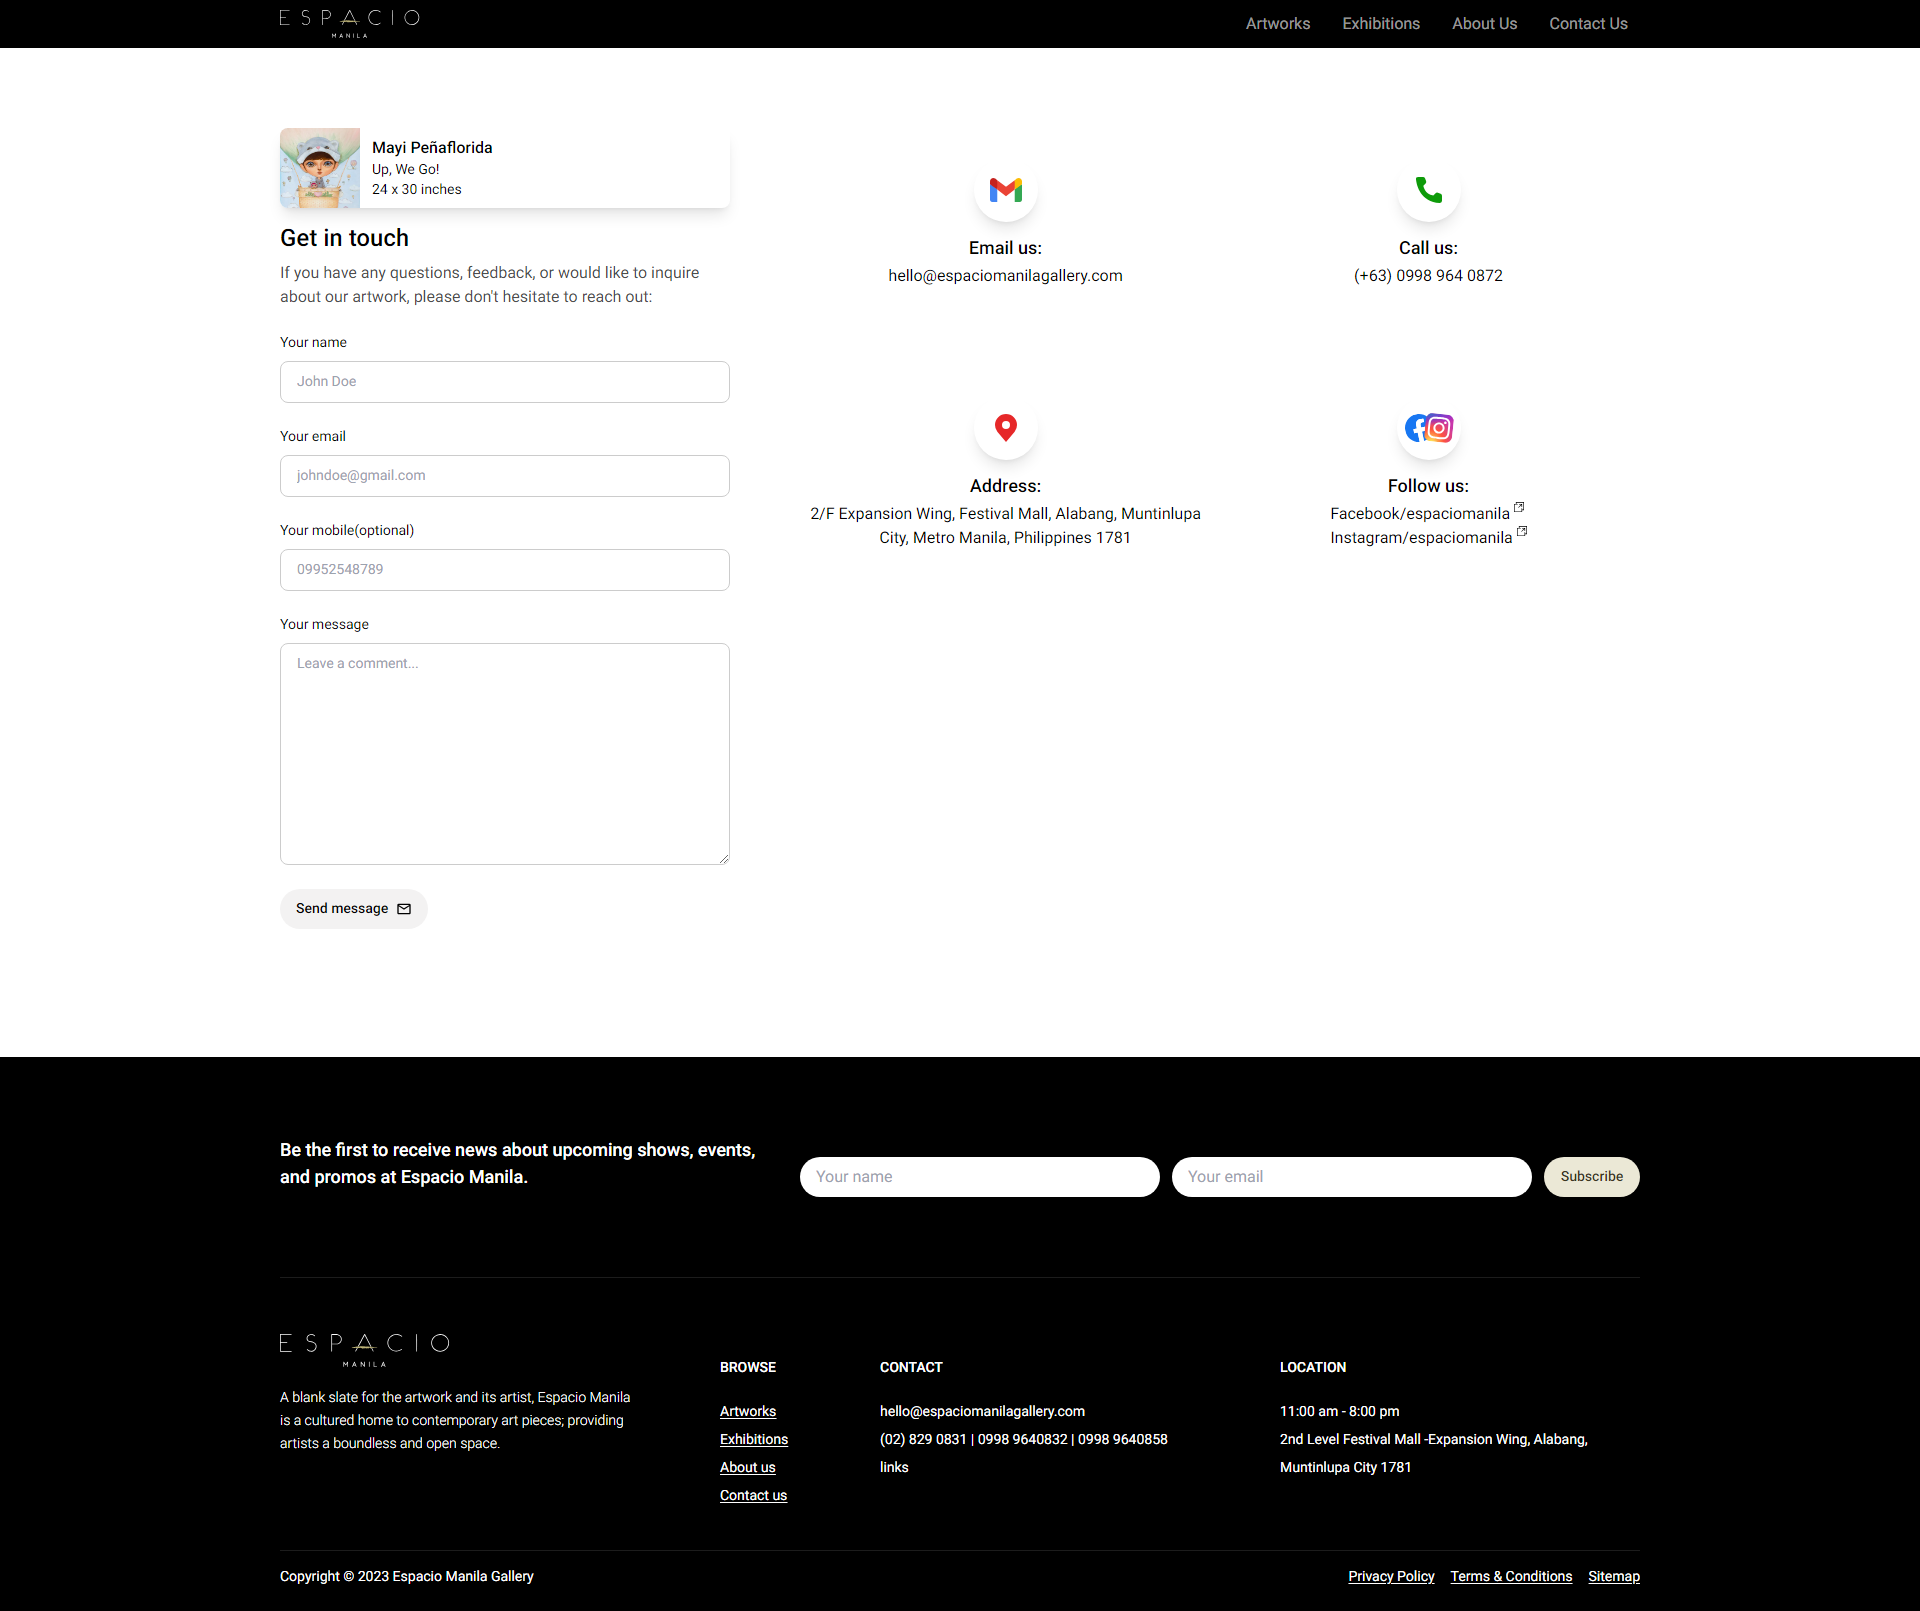 ESPACIO
MANILA
Artworks
Exhibitions
About Us
Contact Us
Mayi Peñaflorida
Up, We Go!
24 x 30 inches
Get in touch
If you have any questions, feedback, or would like to inquire
about our artwork, please don't hesitate to reach out:
Your name
John Doe
Your email
johndoe@gmail.com
Your mobile(optional)
09952548789
Your message
Leave a comment...
Send message
Email us:
hello@espaciomanilagallery.com
Call us:
(+63) 0998 964 0872
Address:
2/F Expansion Wing, Festival Mall, Alabang, Muntinlupa
City, Metro Manila, Philippines 1781
Follow us:
Facebook/espaciomanila
Instagram/espaciomanila
Be the first to receive news about upcoming shows, events,
and promos at Espacio Manila.
Your name
Your email
Subscribe
ESPACIO
MANILA
A blank slate for the artwork and its artist, Espacio Manila
is a cultured home to contemporary art pieces; providing
artists a boundless and open space.
BROWSE
Artworks
Exhibitions
About us
Contact us
CONTACT
hello@espaciomanilagallery.com
(02) 829 0831 | 0998 9640832 | 0998 9640858
links
LOCATION
11:00 am - 8:00 pm
2nd Level Festival Mall -Expansion Wing, Alabang,
Muntinlupa City 1781
Copyright © 2023 Espacio Manila Gallery
Privacy Policy
Terms & Conditions
Sitemap